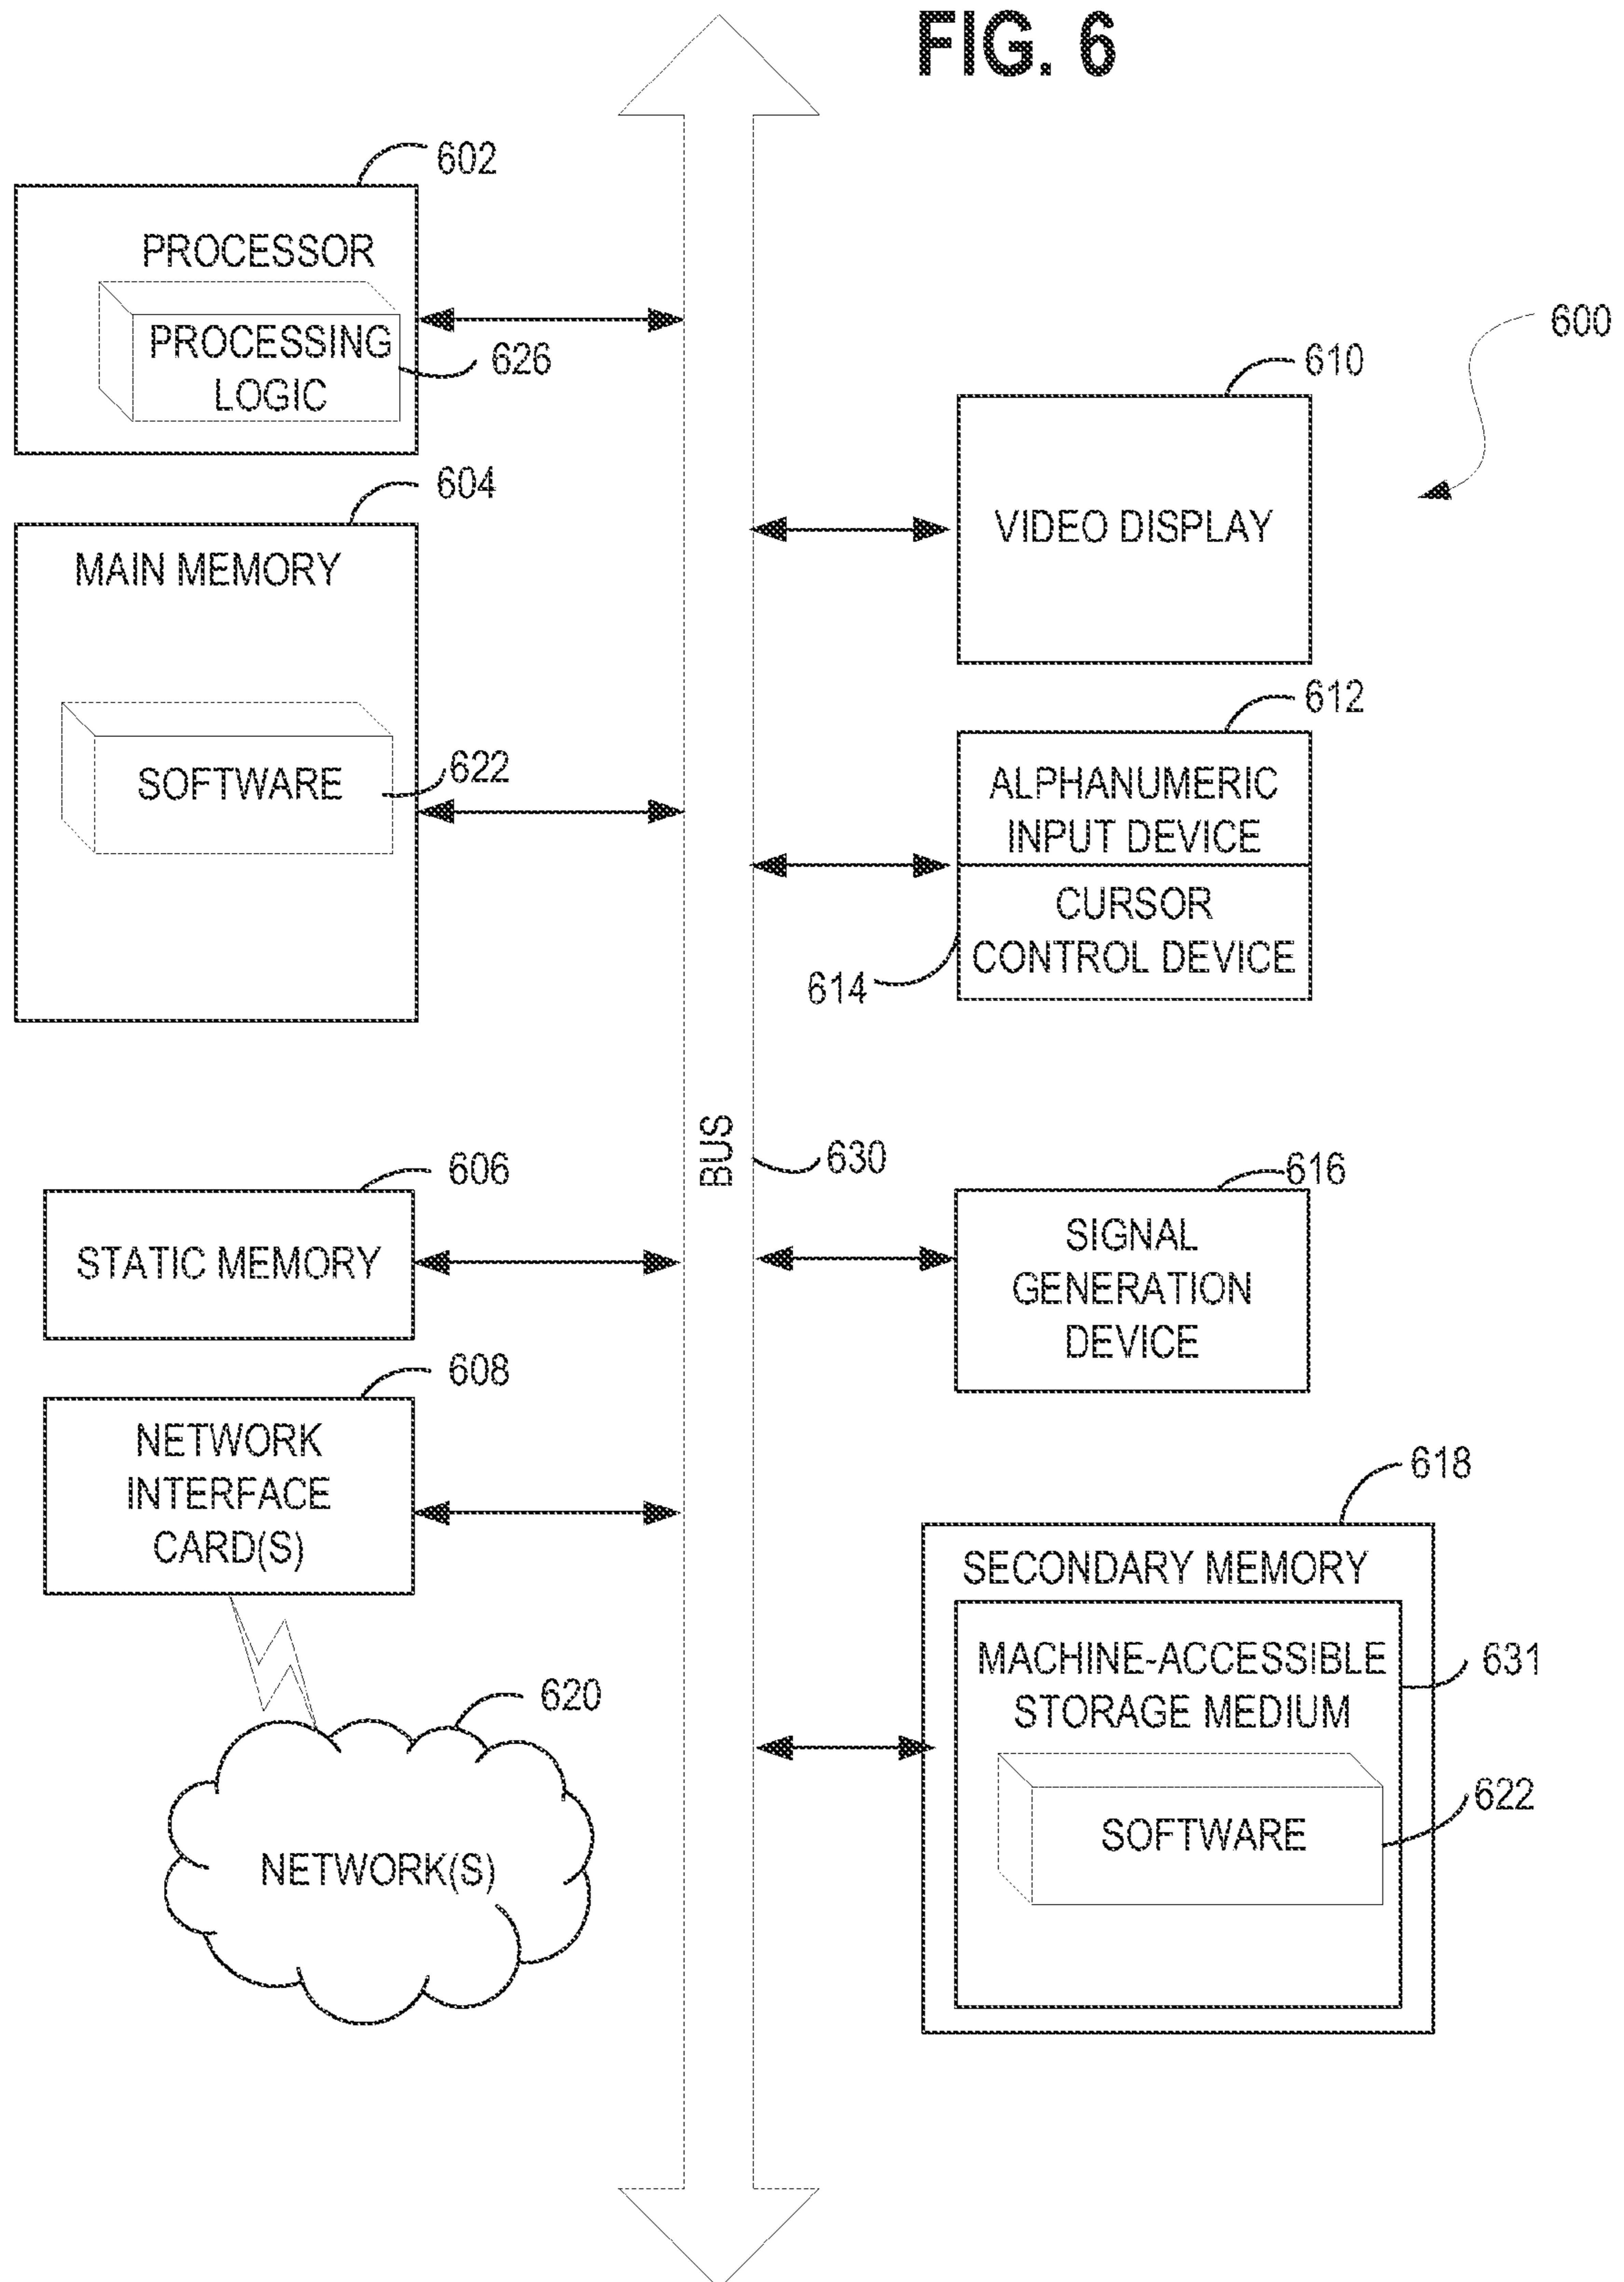 FIG. 6
602
PROCESSOR
PROCESSING
LOGIC
626
604
MAIN MEMORY
SOFTWARE
622
606
STATIC MEMORY
608
NETWORK
INTERFACE
CARD(S)
620
NETWORK(S)
BUS
630
600
610
VIDEO DISPLAY
612
ALPHANUMERIC
INPUT DEVICE
CURSOR
CONTROL DEVICE
614
616
SIGNAL
GENERATION
DEVICE
618
SECONDARY MEMORY
MACHINE-ACCESSIBLE
STORAGE MEDIUM
631
SOFTWARE
622